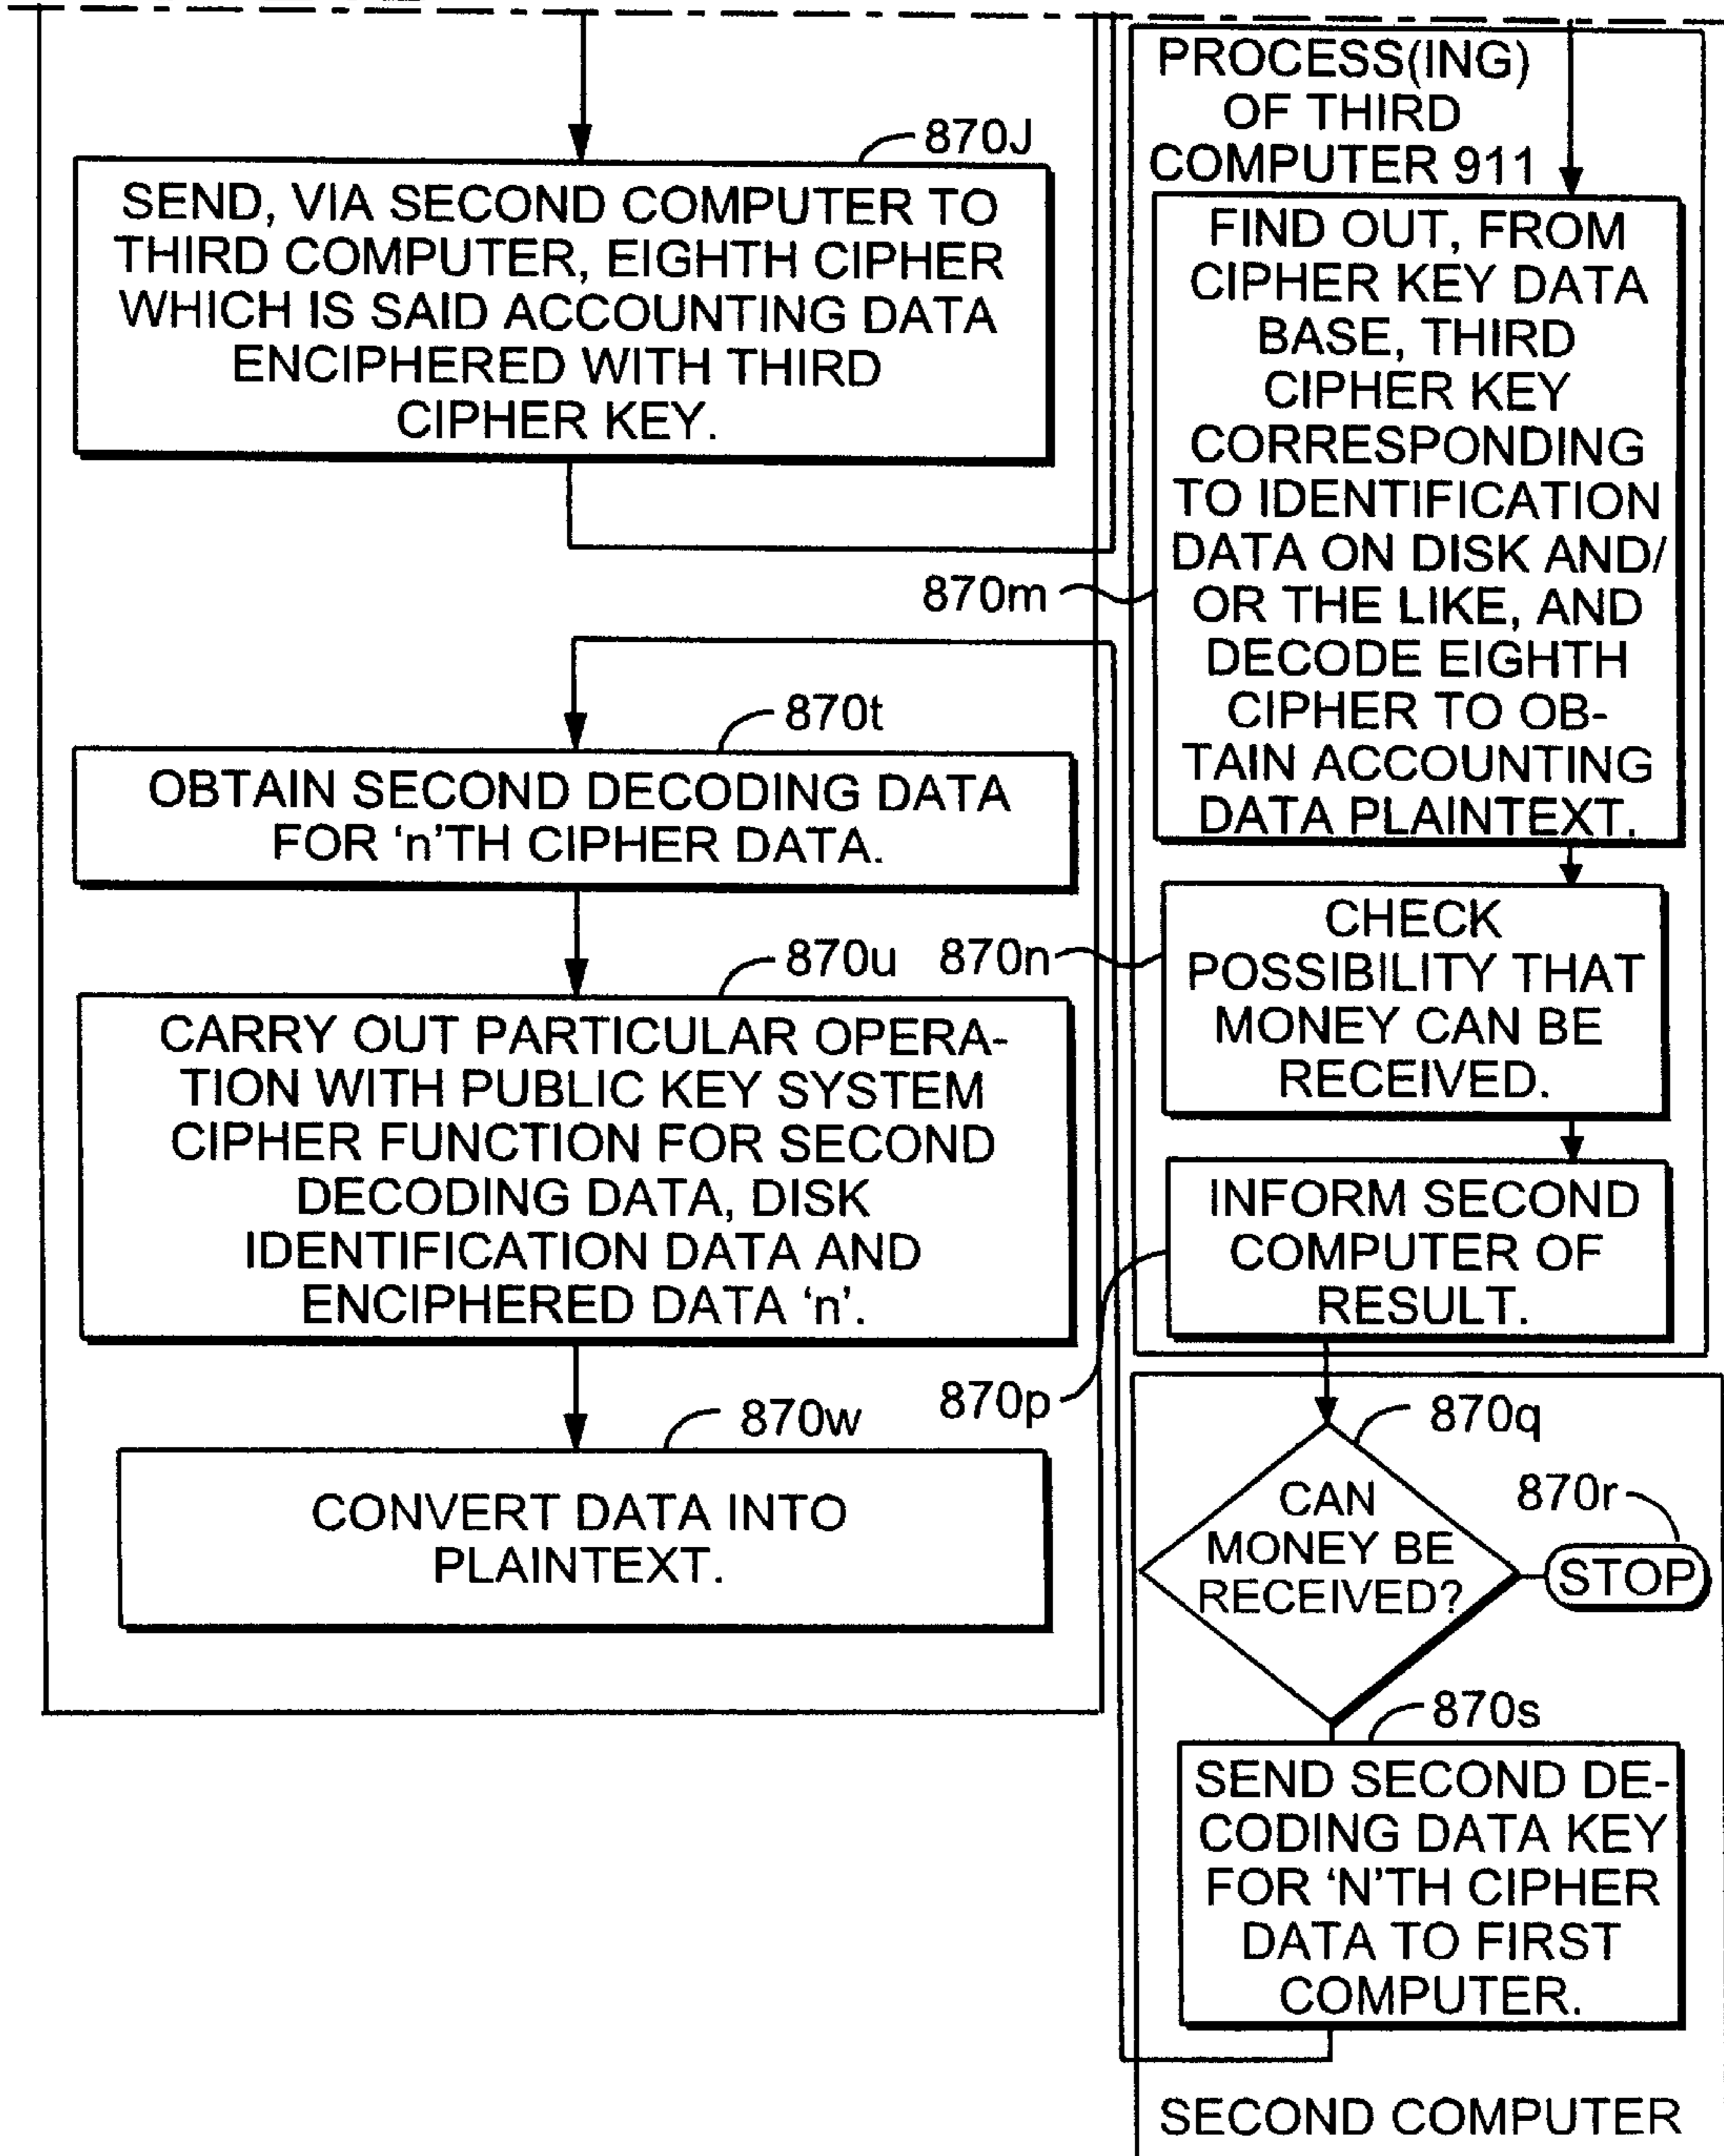 870J
SEND, VIA SECOND COMPUTER TO
THIRD COMPUTER, EIGHTH CIPHER
WHICH IS SAID ACCOUNTING DATA
ENCIPHERED WITH THIRD
CIPHER KEY.
870t
OBTAIN SECOND DECODING DATA
FOR ‘n’TH CIPHER DATA.
870u
CARRY OUT PARTICULAR OPERA-
TION WITH PUBLIC KEY SYSTEM
CIPHER FUNCTION FOR SECOND
DECODING DATA, DISK
IDENTIFICATION DATA AND
ENCIPHERED DATA ‘n’.
870w
CONVERT DATA INTO
PLAINTEXT.
PROCESS(ING)
OF THIRD
COMPUTER 911
870m
FIND OUT, FROM
CIPHER KEY DATA
BASE, THIRD
CIPHER KEY
CORRESPONDING
TO IDENTIFICATION
DATA ON DISK AND/
OR THE LIKE, AND
DECODE EIGHTH
CIPHER TO OB-
TAIN ACCOUNTING
DATA PLAINTEXT.
870n
CHECK
POSSIBILITY THAT
MONEY CAN BE
RECEIVED.
870p
INFORM SECOND
COMPUTER OF
RESULT.
870q
CAN
MONEY BE
RECEIVED?
870r
STOP
870s
SEND SECOND DE-
CODING DATA KEY
FOR ‘N’TH CIPHER
DATA TO FIRST
COMPUTER.
SECOND COMPUTER